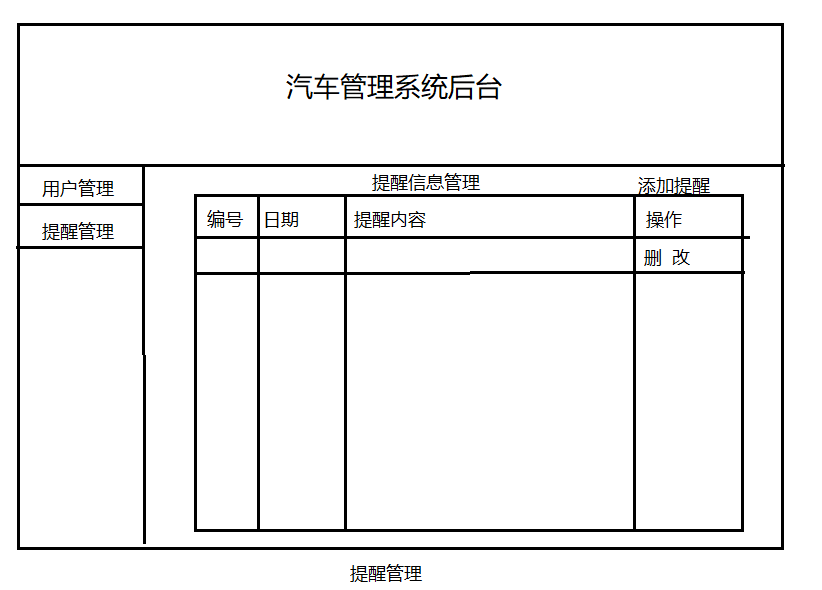 汽车管理系统后台
用户管理
提醒管理
提醒信息管理
添加提醒
编号 日期 提醒内容 操作
删 改
提醒管理